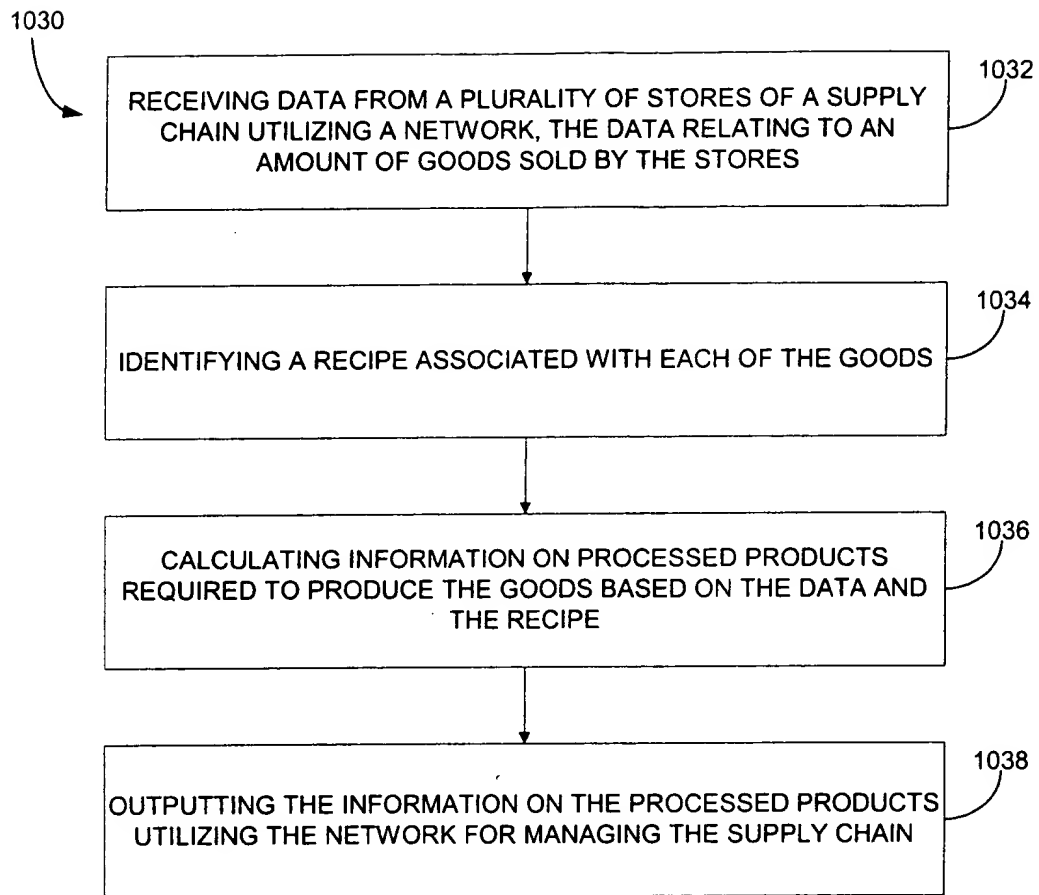 1030
1032
RECEIVING DATA FROM A PLURALITY OF STORES OF A SUPPLY
CHAIN UTILIZING A NETWORK, THE DATA RELATING TO AN
AMOUNT OF GOODS SOLD BY THE STORES
1034
IDENTIFYING A RECIPE ASSOCIATED WITH EACH OF THE GOODS
1036
CALCULATING INFORMATION ON PROCESSED PRODUCTS
REQUIRED TO PRODUCE THE GOODS BASED ON THE DATA AND
THE RECIPE
1038
OUTPUTTING THE INFORMATION ON THE PROCESSED PRODUCTS
UTILIZING THE NETWORK FOR MANAGING THE SUPPLY CHAIN